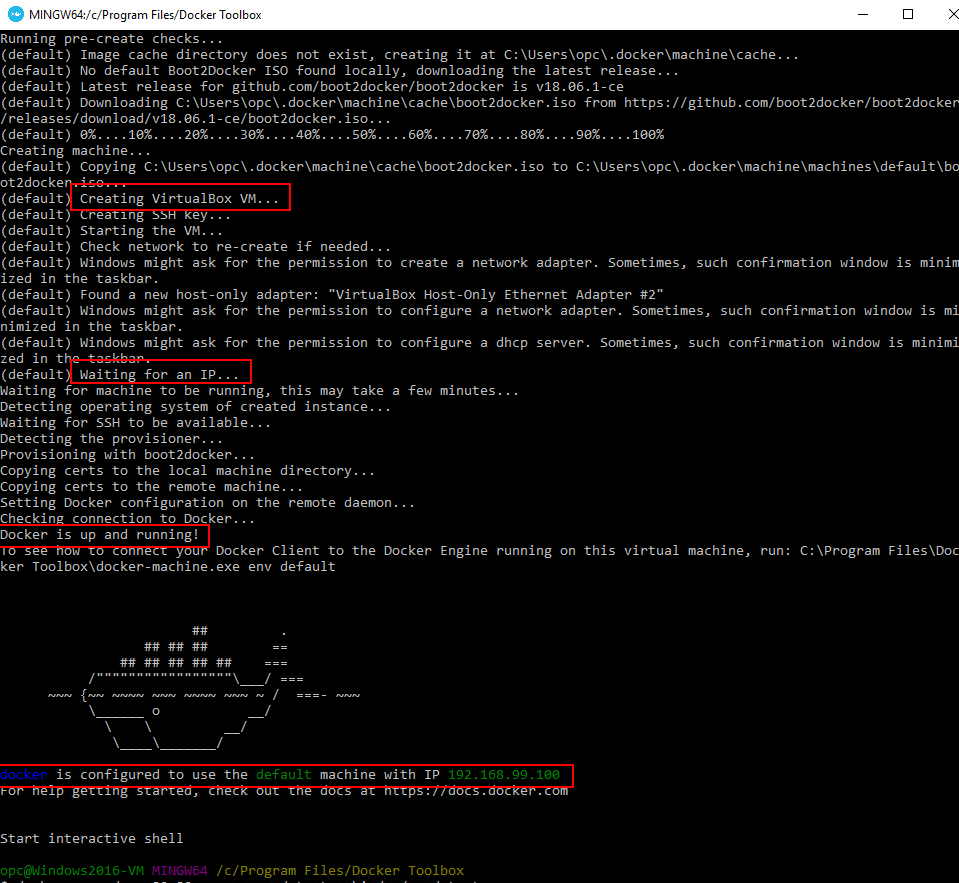 MINGW64:/c/Program Files/Docker Toolbox
Running pre-create checks...
(default) Image cache directory does not exist, creating it at C:\Users\opc\.docker\machine\cache...
(default) No default Boot2Docker ISO found locally, downloading the latest release...
(default) Latest release for github.com/boot2docker/boot2docker is v18.06.1-ce
(default) Downloading C:\Users\opc\.docker\machine\cache\boot2docker.iso from https://github.com/boot2docker/boot2docker
/releases/download/v18.06.1-ce/boot2docker.iso...
(default) 0%....10%....20%....30%....40%....50%....60%....70%....80%....90%....100%
Creating machine...
(default) Copying C:\Users\opc\.docker\machine\cache\boot2docker.iso to C:\Users\opc\.docker\machine\machines\default\bo
ot2docker.iso...
(default) Creating VirtualBox VM...
(default) Creating SSH key...
(default) Starting the VM...
(default) Check network to re-create if needed...
(default) Windows might ask for the permission to create a network adapter. Sometimes, such confirmation window is minim
ized in the taskbar.
(default) Found a new host-only adapter: "VirtualBox Host-Only Ethernet Adapter #2"
(default) Windows might ask for the permission to configure a network adapter. Sometimes, such confirmation window is mi
nimized in the taskbar.
(default) Windows might ask for the permission to configure a dhcp server. Sometimes, such confirmation window is minimi
zed in the taskbar.
(default) Waiting for an IP...
Waiting for machine to be running, this may take a few minutes...
Detecting operating system of created instance...
Waiting for SSH to be available...
Detecting the provisioner...
Provisioning with boot2docker...
Copying certs to the local machine directory...
Copying certs to the remote machine...
Setting Docker configuration on the remote daemon...
Checking connection to Docker...
Docker is up and running!
To see how to connect your Docker Client to the Docker Engine running on this virtual machine, run: C:\Program Files\Doc
ker Toolbox\docker-machine.exe env default
##         .
## ## ##        ==
## ## ## ## ##    ===
/"""""""""""""""""\___/ ===
~~~ {~~ ~~~~ ~~~ ~~~~ ~~~ ~ /  ===- ~~~
\______ o           __/
\    \         __/
\____\_______/
docker is configured to use the default machine with IP 192.168.99.100
For help getting started, check out the docs at https://docs.docker.com
Start interactive shell
opc@Windows2016-VM MINGW64 /c/Program Files/Docker Toolbox